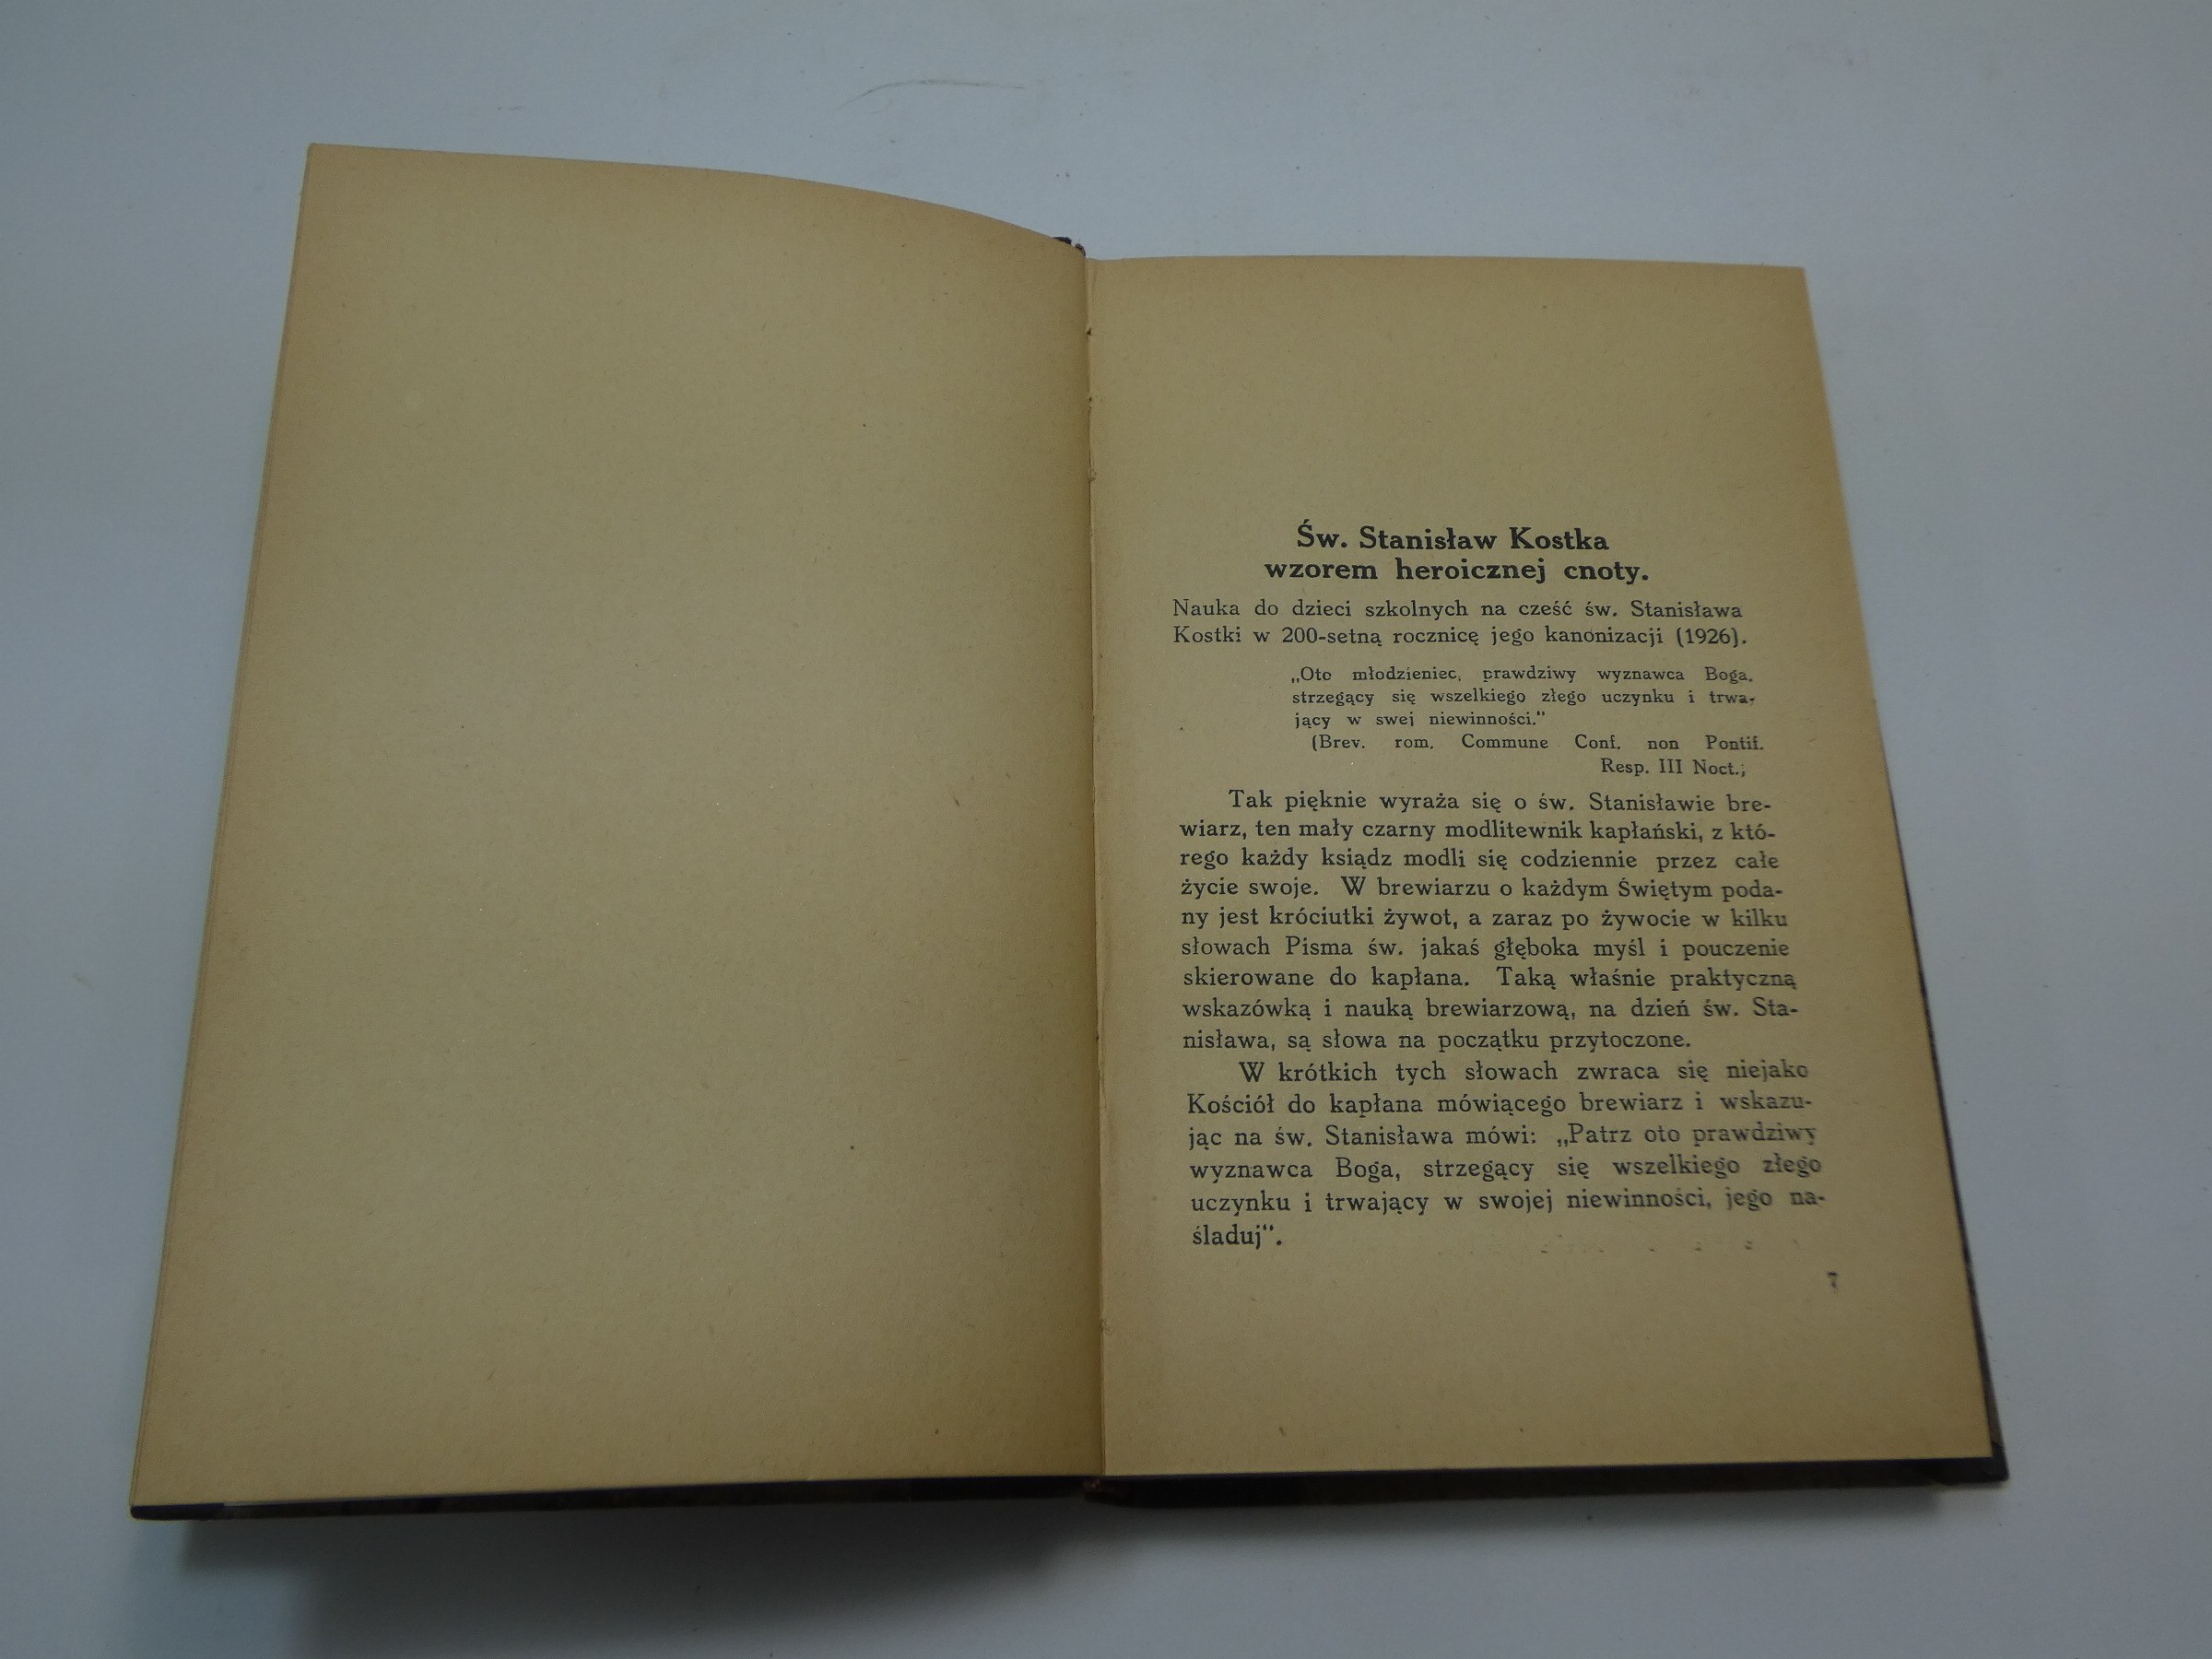 Św. Stanisław Kostka
wzorem heroicznej cnoty.
Nauka do dzieci szkolnych na cześć św. Stanisława
Kostki w 200-setną rocznicę jego kanonizacji (1926).
„Oto młodzieniec, prawdziwy wyznawca Boga,
strzegący się wszelkiego złego uczynku i trwa-
jący w swej niewinności."
(Brev. rom. Commune Conf. non Pontif.
Resp. III Noct.;
Tak pięknie wyraża się o św. Stanisławie bre-
wiarz, ten mały czarny modlitewnik kapłański, z któ-
rego każdy ksiądz modli się codziennie przez całe
życie swoje. W brewiarzu o każdym Świętym poda-
ny jest króciutki żywot, a zaraz po żywocie w kilku
słowach Pisma św. jakaś głęboka myśl i pouczenie
skierowane do kapłana. Taką właśnie praktyczną
wskazówką i nauką brewiarzową, na dzień św. Sta-
nisława, są słowa na początku przytoczone.
W krótkich tych słowach zwraca się niejako
Kościół do kapłana mówiącego brewiarz i wskazu-
jąc na św. Stanisława mówi: „Patrz oto prawdziwy
wyznawca Boga, strzegący się wszelkiego złego
uczynku i trwający w swojej niewinności, jego na-
śladuj".
7